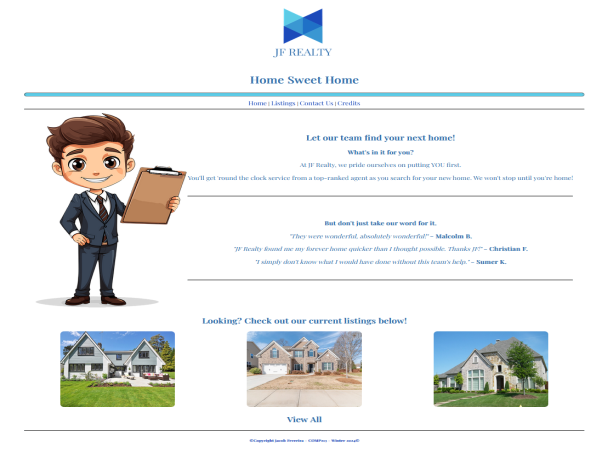 JF REALTY
Home Sweet Home
Home | Listings | Contact Us | Credits
Let our team find your next home!
What's in it for you?
At JF Realty, we pride ourselves on putting YOU first.
You'll get 'round the clock service from a top-ranked agent as you search for your new home. We won't stop until you're home!
But don't just take our word for it.
"They were wonderful, absolutely wonderful!" - Malcolm R.
"JF Realty found me my forever home quicker than I thought possible. Thanks JF!" - Christian F.
"I simply don't know what I would have done without this team's help." - Sumer K.
Looking? Check out our current listings below!
View All
©Copyright Jacob - Winter 2024©